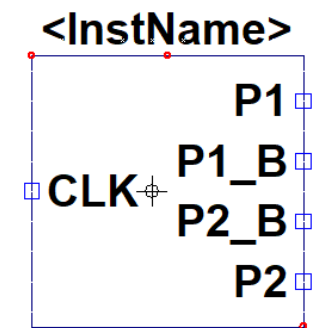 <InstName>
P1
P1_B
CLK
P2_B
P2